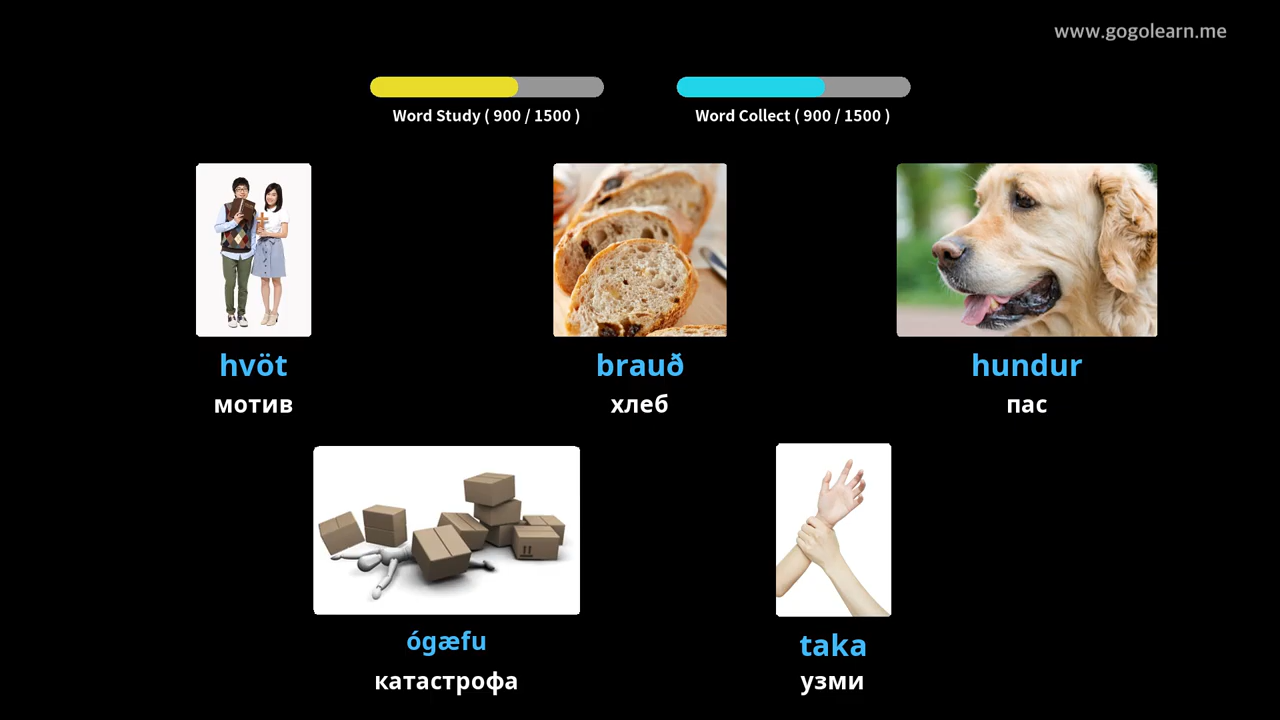 www.gogolearn.me
Word Study ( 900 / 1500 )
Word Collect ( 900 / 1500 )
hvöt
мотив
brauð
хлеб
hundur
пас
ógæfu
катастрофа
taka
узми